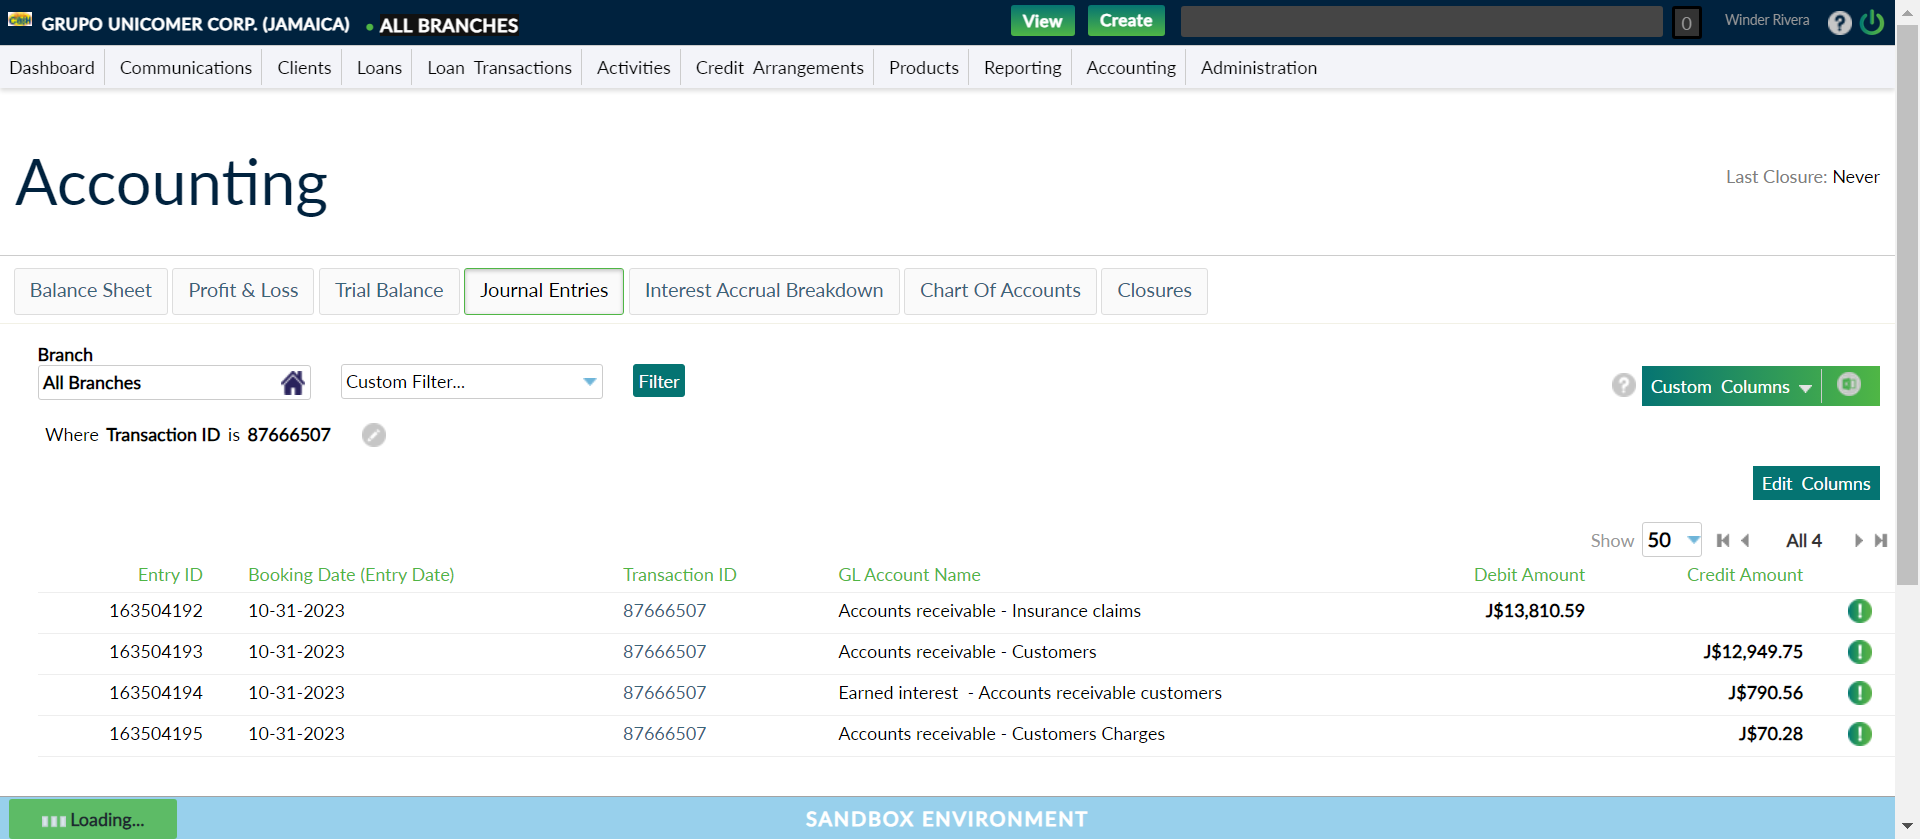 GRUPO UNICOMER CORP. (JAMAICA) • ALL BRANCHES View Create 0 Winder Rivera ?
Dashboard Communications Clients Loans Loan Transactions Activities Credit Arrangements Products Reporting Accounting Administration
Accounting
Last Closure: Never
Balance Sheet Profit & Loss Trial Balance Journal Entries Interest Accrual Breakdown Chart Of Accounts Closures
Branch
All Branches Custom Filter... Filter ? Custom Columns
Where Transaction ID is 87666507
Edit Columns
Show 50 All 4
Entry ID Booking Date (Entry Date) Transaction ID GL Account Name Debit Amount Credit Amount
163504192 10-31-2023 87666507 Accounts receivable - Insurance claims J$13,810.59
163504193 10-31-2023 87666507 Accounts receivable - Customers J$12,949.75
163504194 10-31-2023 87666507 Earned interest - Accounts receivable customers J$790.56
163504195 10-31-2023 87666507 Accounts receivable - Customers Charges J$70.28
Loading... SANDBOX ENVIRONMENT